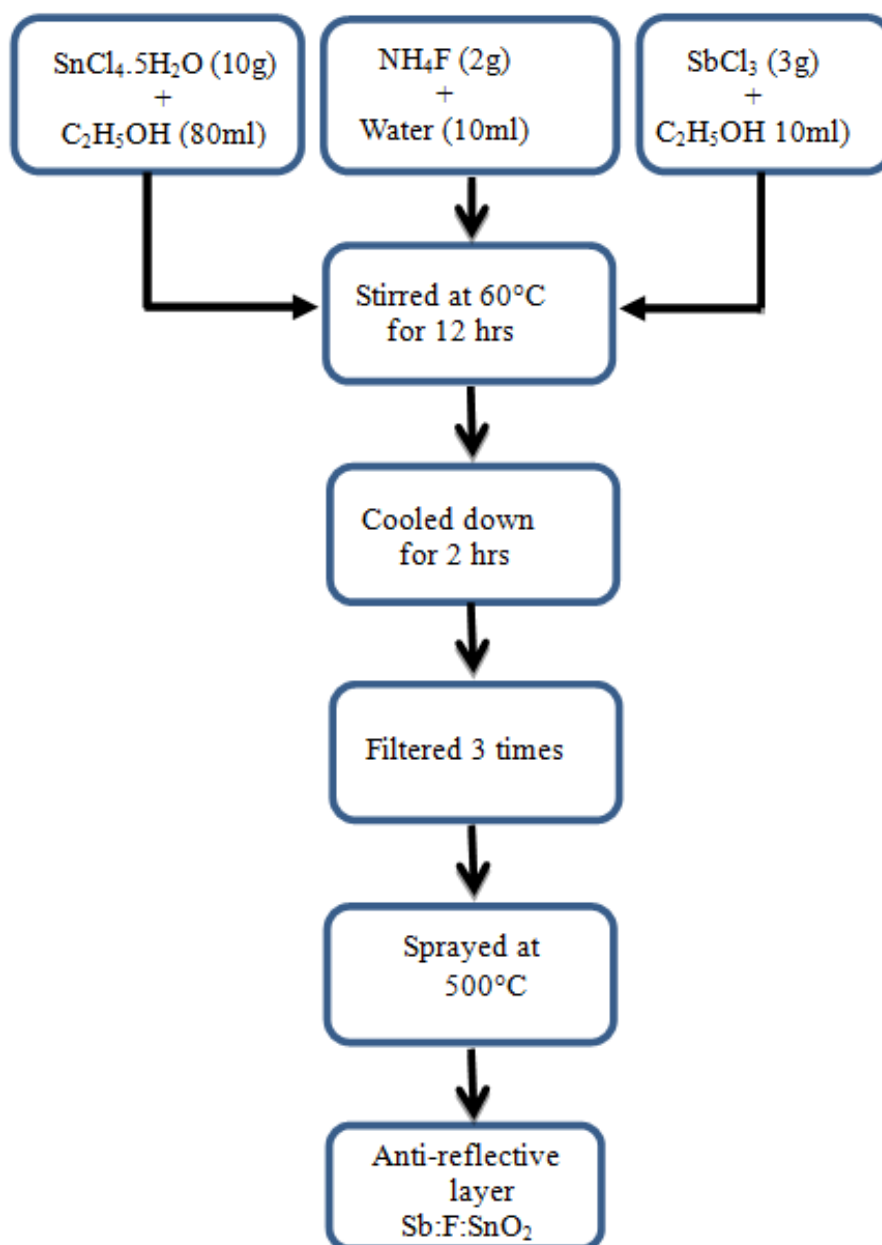 SnCl₄.5H₂O (10g)
+
C₂H₅OH (80ml)
NH₄F (2g)
+
Water (10ml)
SbCl₃ (3g)
+
C₂H₅OH 10ml)
Stirred at 60°C
for 12 hrs
Cooled down
for 2 hrs
Filtered 3 times
Sprayed at
500°C
Anti-reflective
layer
Sb:F:SnO₂